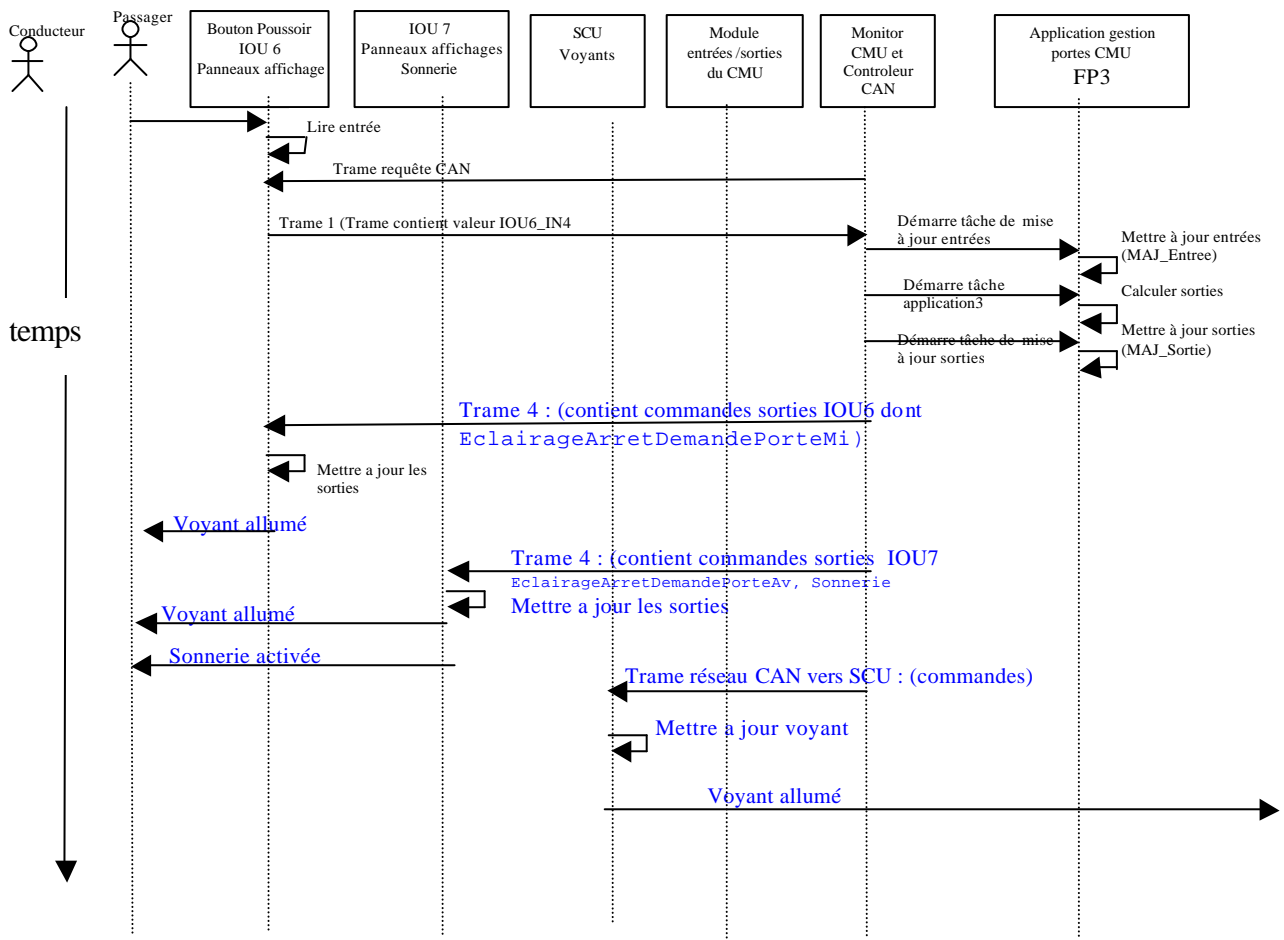 Conducteur
Passager
Bouton Poussoir
IOU 6
Panneaux affichage
IOU 7
Panneaux affichages
Sonnerie
SCU
Voyants
Module
entrées /sorties
du CMU
Monitor
CMU et
Controleur
CAN
Application gestion
portes CMU
FP3
Lire entrée
Trame requête CAN
Trame 1 (Trame contient valeur IOU6_IN4
Démarre tâche de mise
à jour entrées
Mettre à jour entrées
(MAJ_Entree)
Démarre tâche
application3
Calculer sorties
temps
Démarre tâche de mise
à jour sorties
Mettre à jour sorties
(MAJ_Sortie)
Trame 4 : (contient commandes sorties IOU6 dont
EclairageArretDemandePorteMi)
Mettre a jour les
sorties
Voyant allumé
Trame 4 : (contient commandes sorties IOU7
EclairageArretDemandePorteAv, Sonnerie
Mettre a jour les sorties
Voyant allumé
Sonnerie activée
Trame réseau CAN vers SCU : (commandes)
Mettre a jour voyant
Voyant allumé